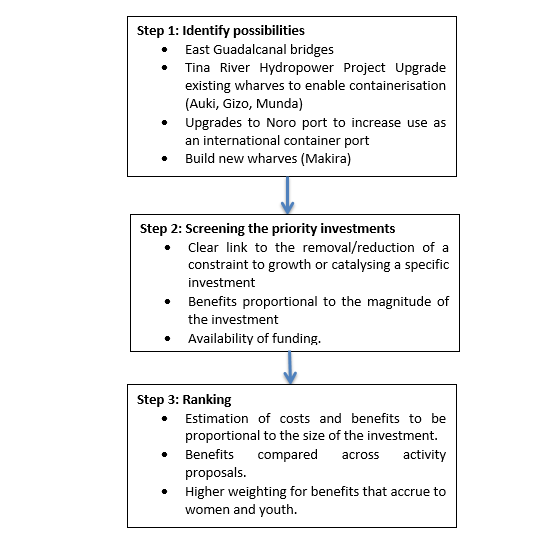 Step 1: Identify possibilities
• East Guadalcanal bridges
• Tina River Hydropower Project Upgrade
existing wharves to enable containerisation
(Auki, Gizo, Munda)
• Upgrades to Noro port to increase use as
an international container port
• Build new wharves (Makira)
Step 2: Screening the priority investments
• Clear link to the removal/reduction of a
constraint to growth or catalysing a specific
investment
• Benefits proportional to the magnitude of
the investment
• Availability of funding.
Step 3: Ranking
• Estimation of costs and benefits to be
proportional to the size of the investment.
• Benefits compared across activity
proposals.
• Higher weighting for benefits that accrue to
women and youth.